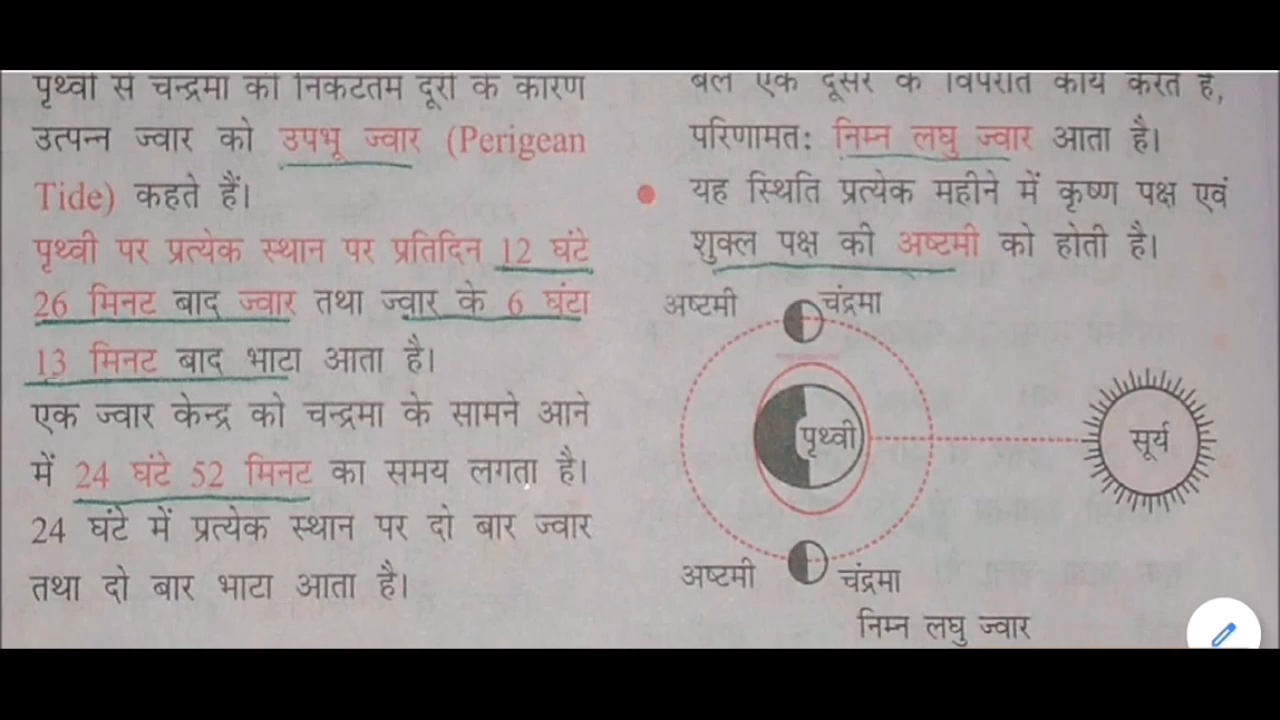 पृथ्वी से चन्द्रमा की निकटतम दूरी के कारण
उत्पन्न ज्वार को उपभू ज्वार (Perigean
Tide) कहते हैं।
पृथ्वी पर प्रत्येक स्थान पर प्रतिदिन 12 घंटे
26 मिनट बाद ज्वार तथा ज्वार के 6 घंटा
13 मिनट बाद भाटा आता है।
एक ज्वार केन्द्र को चन्द्रमा के सामने आने
में 24 घंटे 52 मिनट का समय लगता है।
24 घंटे में प्रत्येक स्थान पर दो बार ज्वार
तथा दो बार भाटा आता है।
बल एक दूसरे के विपरीत कार्य करते हैं,
परिणामत: निम्न लघु ज्वार आता है।
यह स्थिति प्रत्येक महीने में कृष्ण पक्ष एवं
शुक्ल पक्ष की अष्टमी को होती है।
अष्टमी चंद्रमा
पृथ्वी
सूर्य
अष्टमी चंद्रमा
निम्न लघु ज्वार